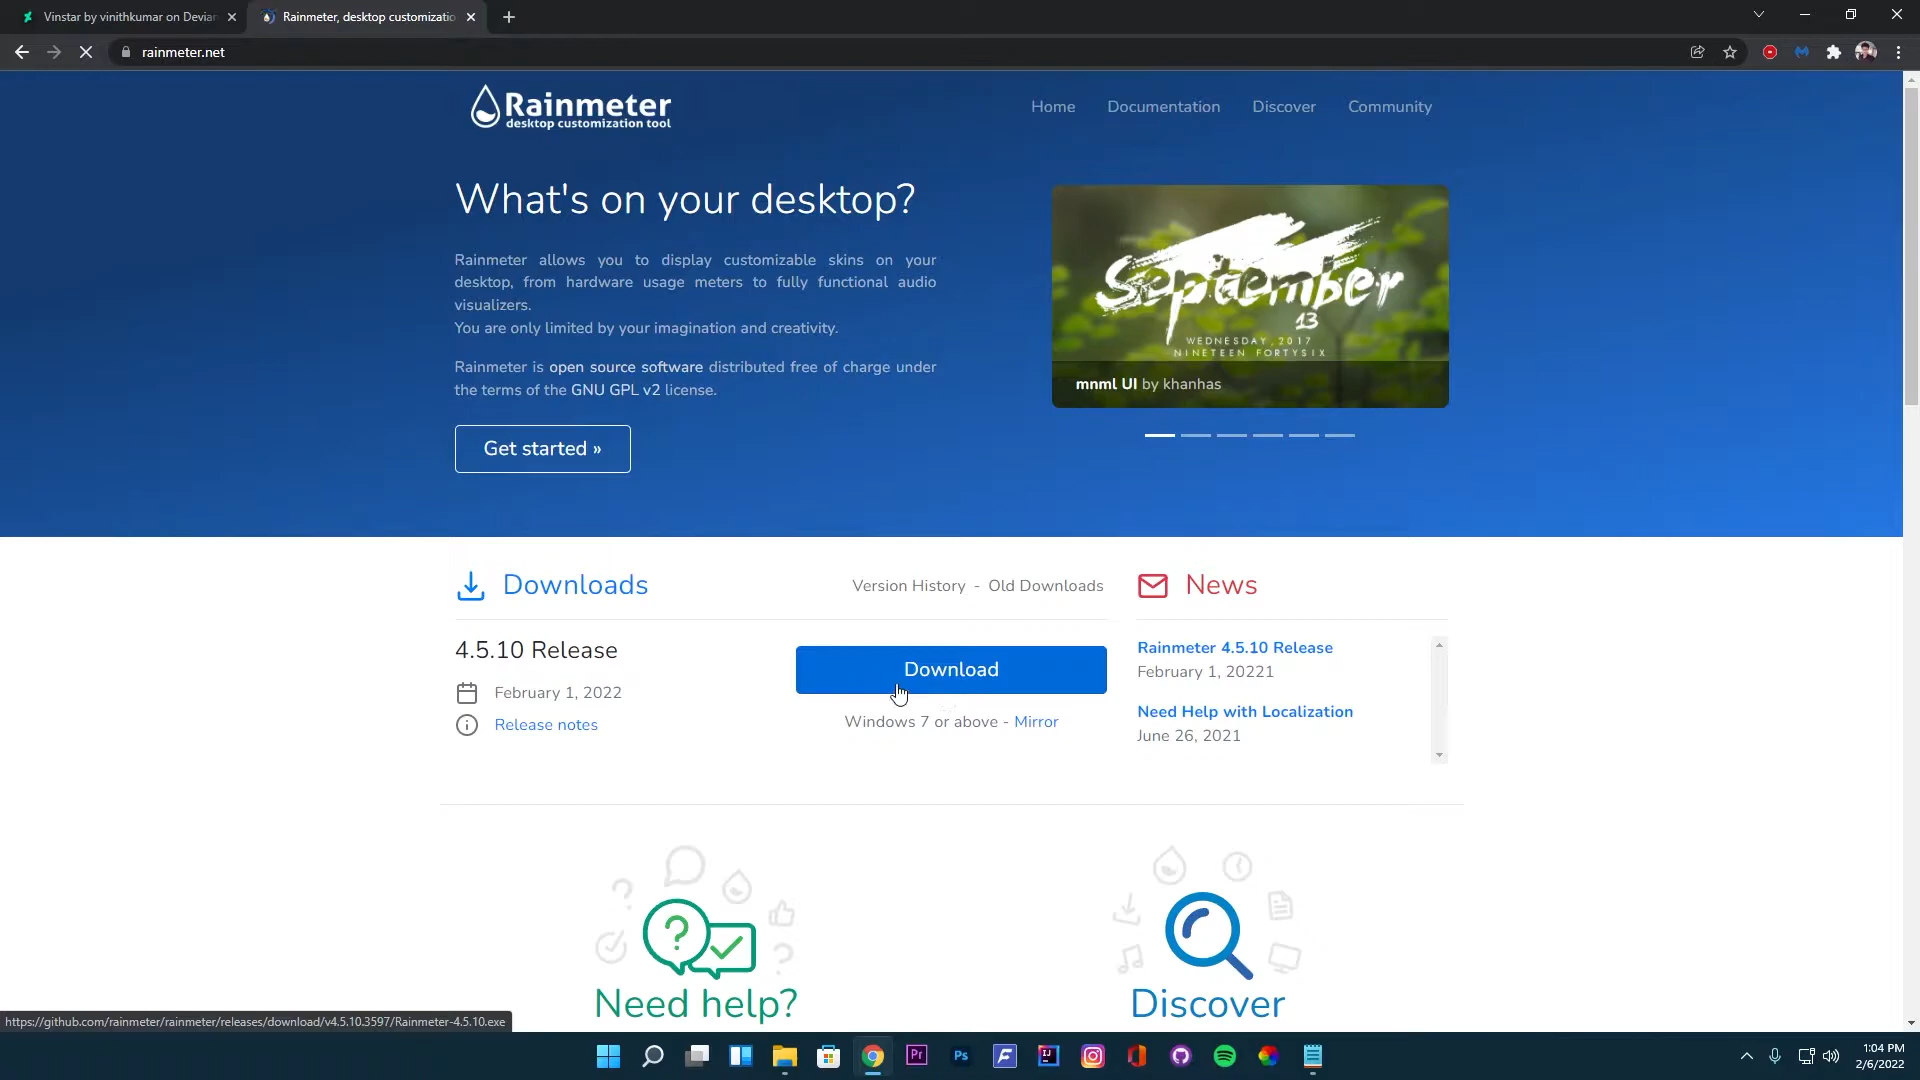 Vinstar by vinithkumar on Devian
Rainmeter, desktop customizatio
rainmeter.net
Rainmeter
desktop customization tool
Home
Documentation
Discover
Community
What's on your desktop?
Rainmeter allows you to display customizable skins on your
desktop, from hardware usage meters to fully functional audio
visualizers.
You are only limited by your imagination and creativity.
Rainmeter is open source software distributed free of charge under
the terms of the GNU GPL v2 license.
Get started »
September
13
WEDNESDAY, 2017
NINETEEN FORTYSIX
mnml UI by khanhas
Downloads
Version History - Old Downloads
4.5.10 Release
February 1, 2022
Release notes
Download
Windows 7 or above - Mirror
News
Rainmeter 4.5.10 Release
February 1, 20221
Need Help with Localization
June 26, 2021
Need help?
Discover
https://github.com/rainmeter/rainmeter/releases/download/v4.5.10.3597/Rainmeter-4.5.10.exe
Pr
Ps
IJ
1:04 PM
2/6/2022